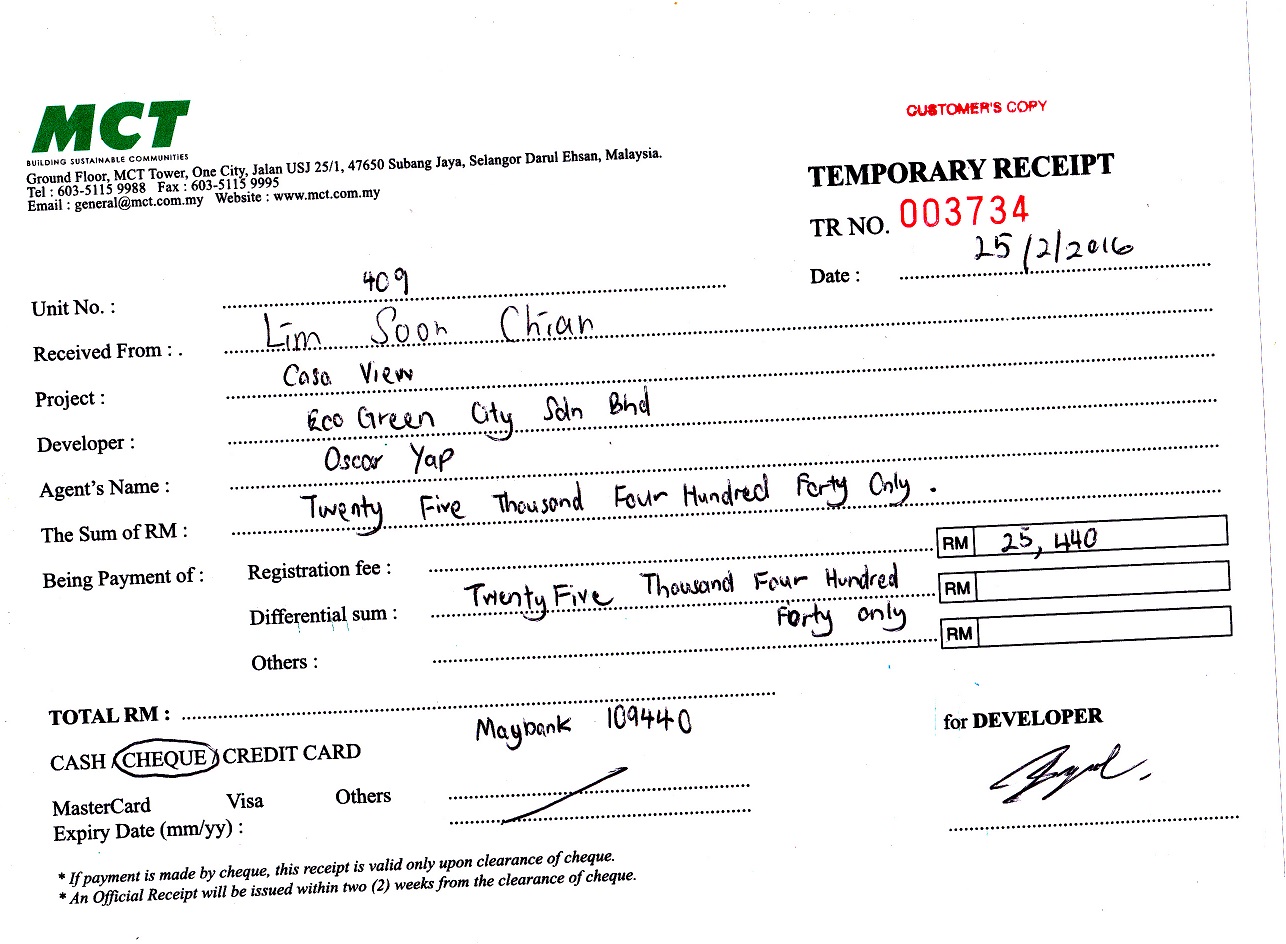 MCT
BUILDING SUSTAINABLE COMMUNITIES
Ground Floor, MCT Tower, One City, Jalan USJ 25/1, 47650 Subang Jaya, Selangor Darul Ehsan, Malaysia.
Tel : 603-5115 9988 Fax : 603-5115 9995
Email : general@mct.com.my Website : www.mct.com.my
CUSTOMER'S COPY
TEMPORARY RECEIPT
TR NO. 003734
Date : 25/2/2016
Unit No. : 409
Received From : . Lim Soon Chian
Project : Casa View
Developer : Eco Green City Sdn Bhd
Agent's Name : Oscar Yap
The Sum of RM : Twenty Five Thousand Four Hundred Forty Only .
Being Payment of : Registration fee : RM 25,440
Differential sum : Twenty Five Thousand Four Hundred RM
Forty only
Others : RM
TOTAL RM :
Maybank 109440
CASH / CHEQUE / CREDIT CARD
for DEVELOPER
MasterCard Visa Others
Expiry Date (mm/yy) :
* If payment is made by cheque, this receipt is valid only upon clearance of cheque.
* An Official Receipt will be issued within two (2) weeks from the clearance of cheque.